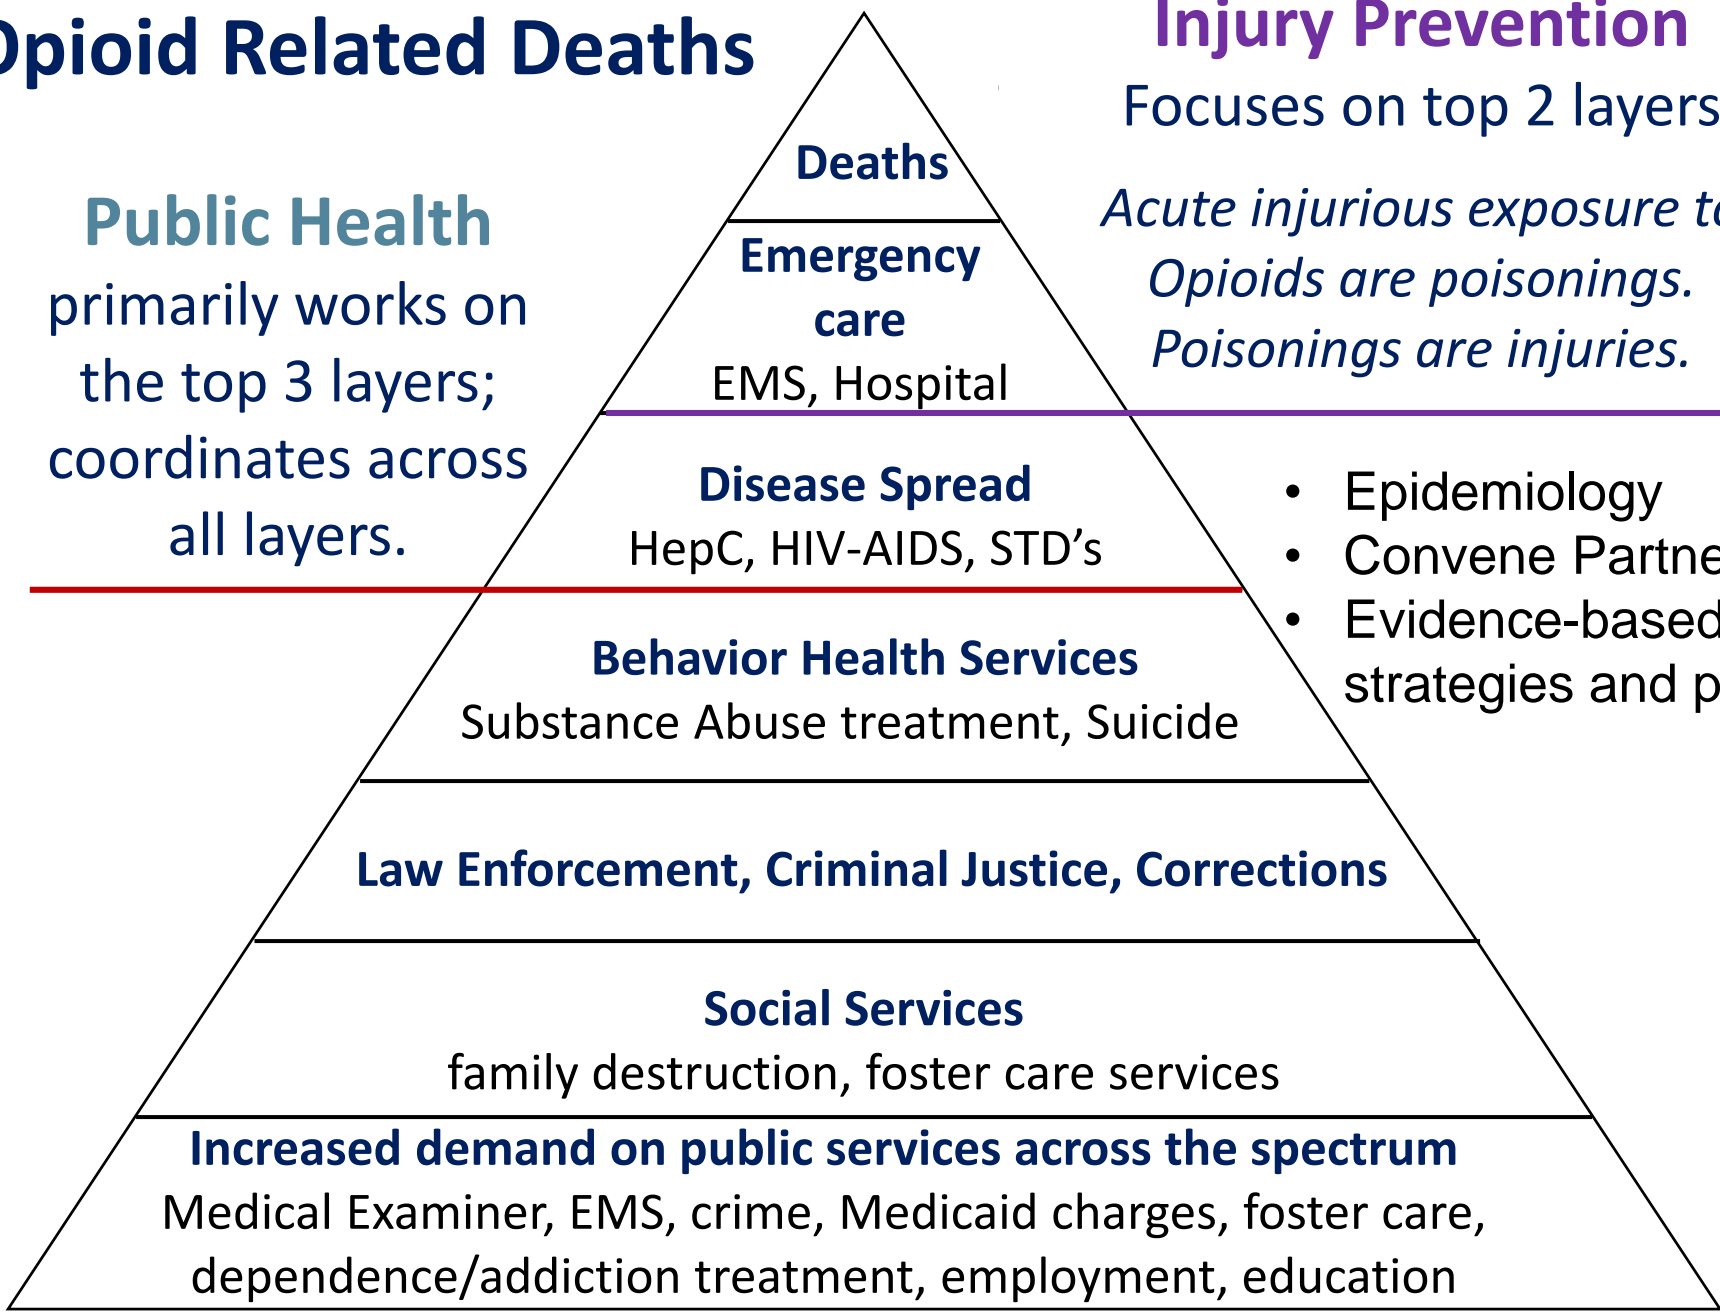 Opioid Related Deaths
Public Health
primarily works on
the top 3 layers;
coordinates across
all layers.
Injury Prevention
Focuses on top 2 layers
Acute injurious exposure to
Opioids are poisonings.
Poisonings are injuries.
• Epidemiology
• Convene
• Evidence-based
strategies and
Deaths
Emergency
care
EMS, Hospital
Disease Spread
HepC, HIV-AIDS, STD’s
Behavior Health Services
Substance Abuse treatment, Suicide
Law Enforcement, Criminal Justice, Corrections
Social Services
family destruction, foster care services
Increased demand on public services across the spectrum
Medical Examiner, EMS, crime, Medicaid charges, foster care,
dependence/addiction treatment, employment, education